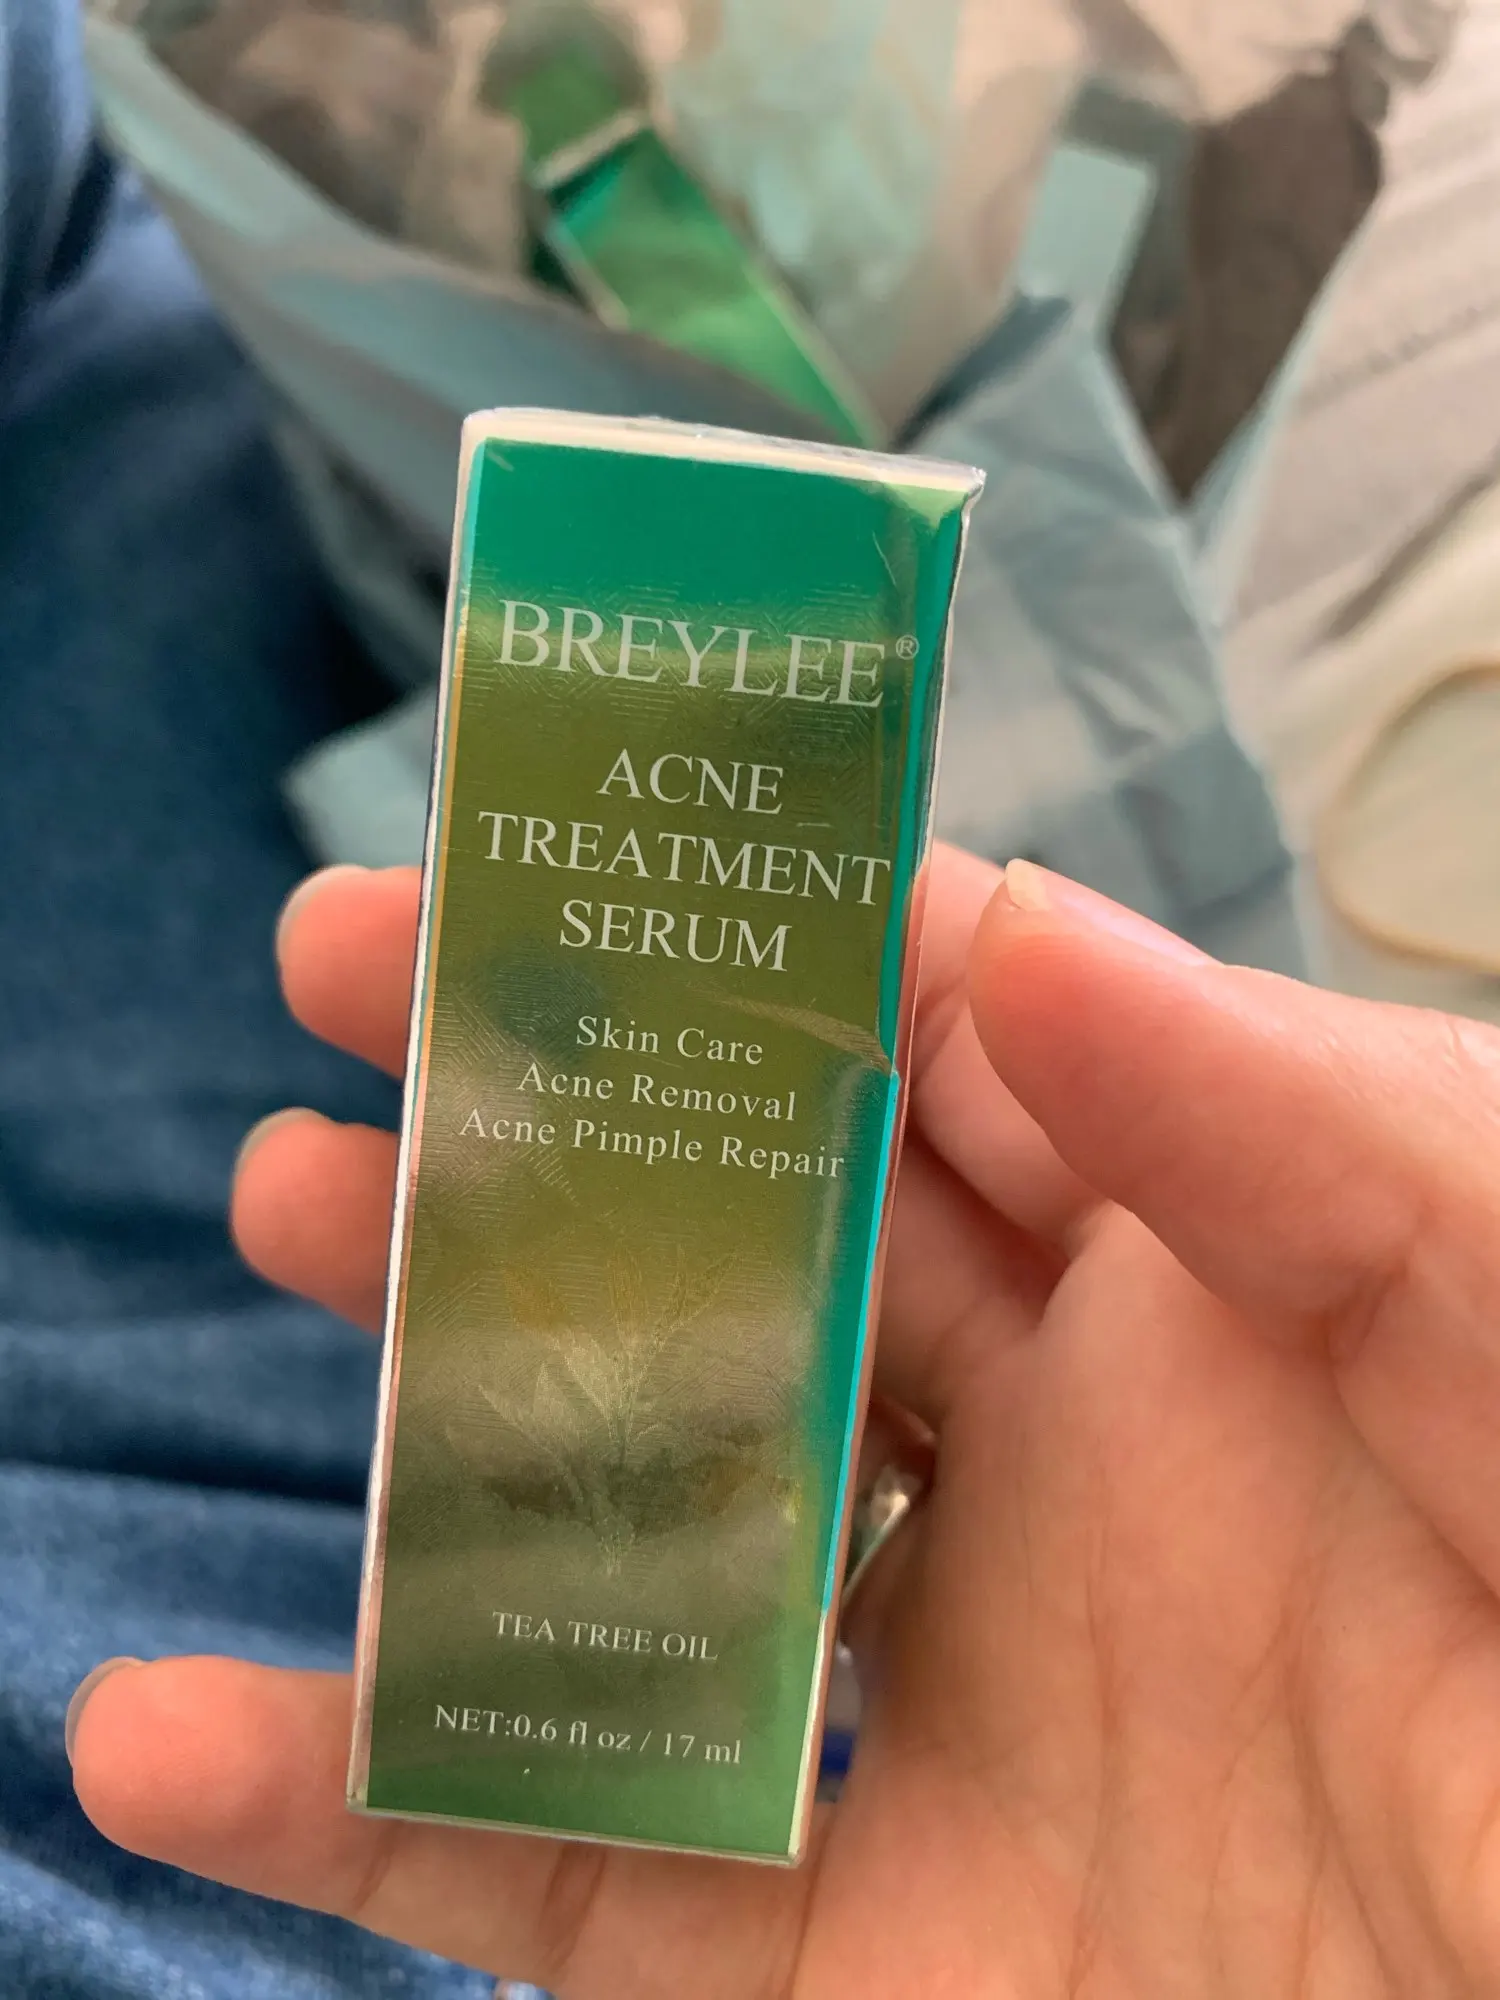 BREYLEE®
ACNE
TREATMENT
SERUM
Skin Care
Acne Removal
Acne Pimple Repair
TEA TREE OIL
NET:0.6 fl oz / 17 ml